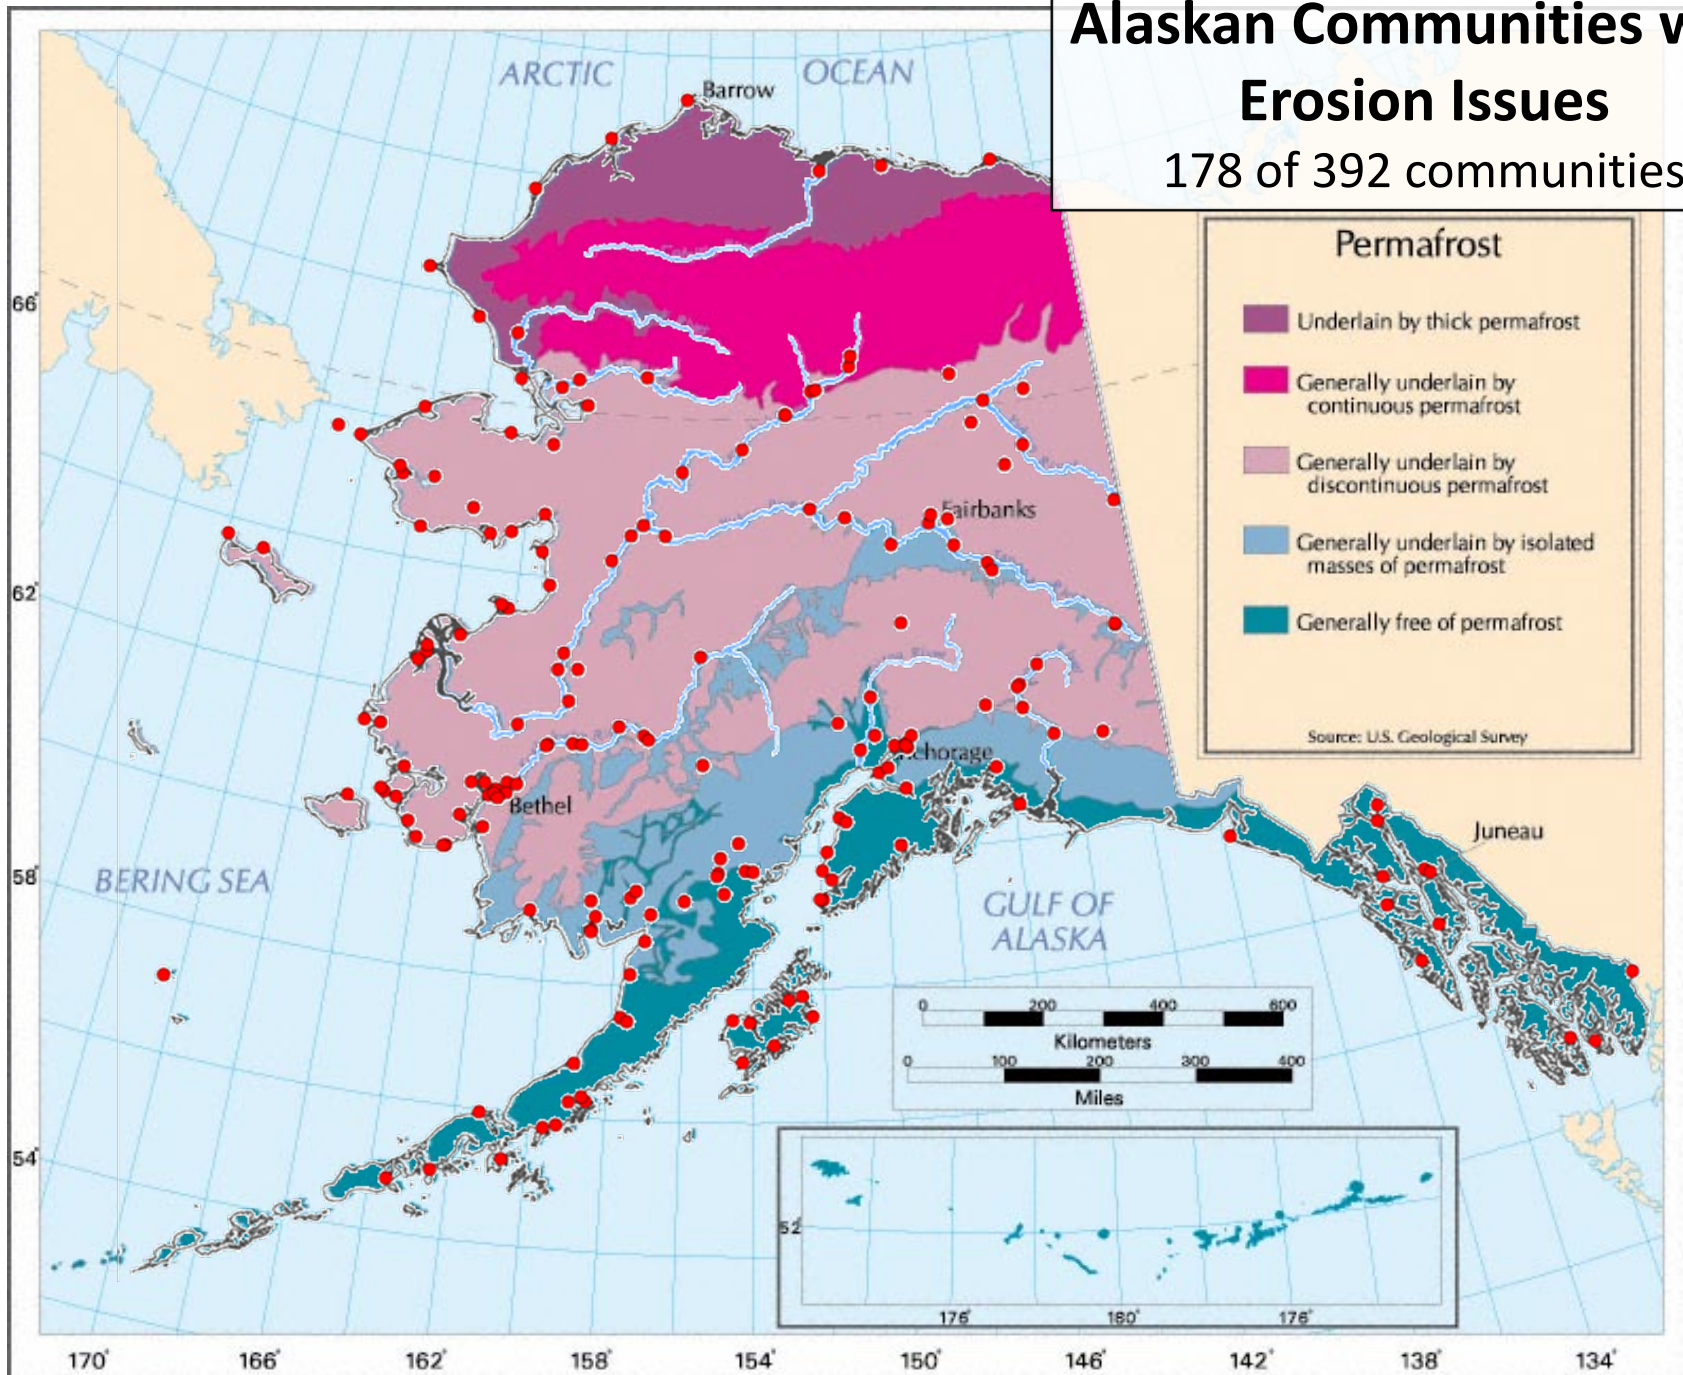 Alaskan Communities w
Erosion Issues
178 of 392 communities
ARCTIC OCEAN
Barrow
Permafrost
Underlain by thick permafrost
Generally underlain by
continuous permafrost
Generally underlain by
discontinuous permafrost
Generally underlain by isolated
masses of permafrost
Generally free of permafrost
Source: U.S. Geological Survey
66°
62°
58°
54°
Fairbanks
chorage
Bethel
Juneau
BERING SEA
GULF OF
ALASKA
0 200 400 600
Kilometers
0 100 200 300 400
Miles
52°
176° 180° 176°
170° 166° 162° 158° 154° 150° 146° 142° 138° 134°